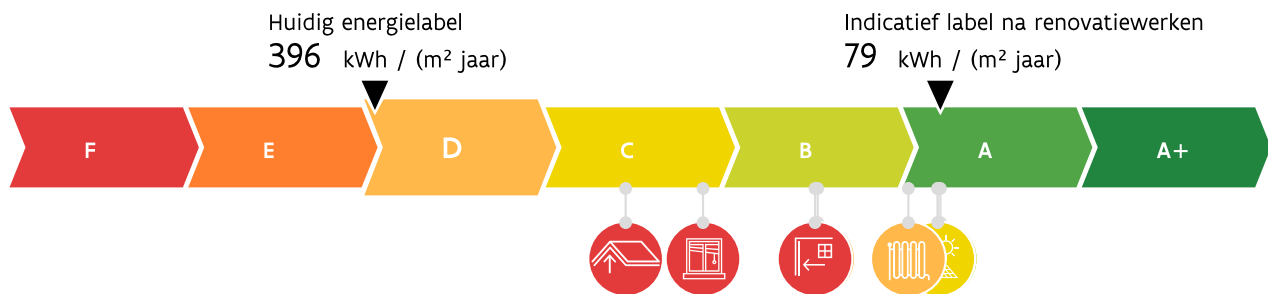 Huidig energielabel
396 kWh / (m² jaar)
Indicatief label na renovatiewerken
79 kWh / (m² jaar)
F E D C B A A+